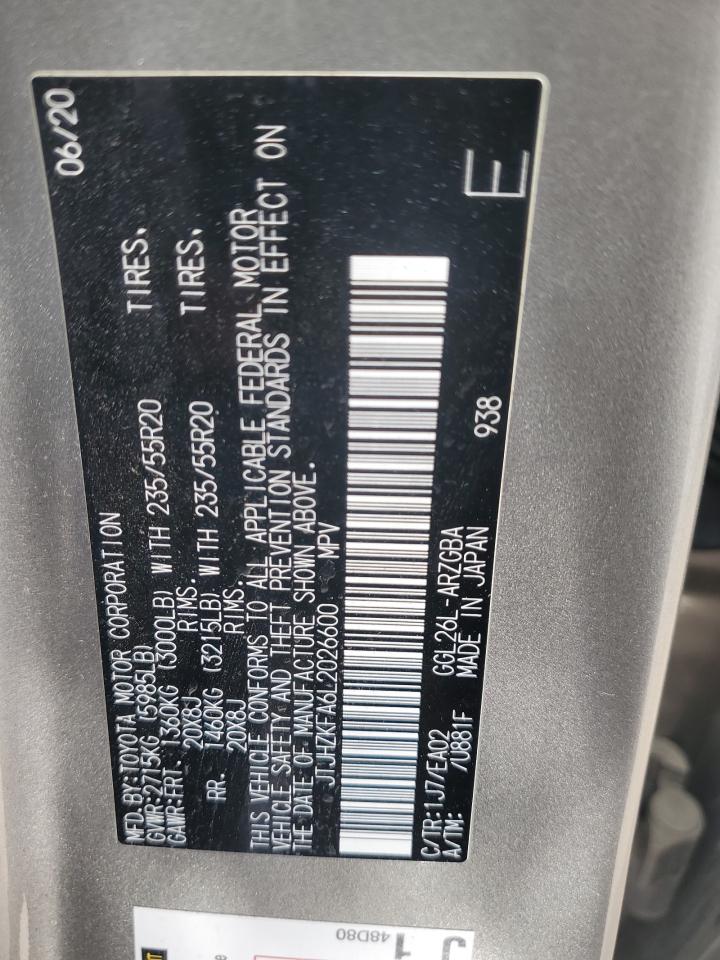 MFD. BY: TOYOTA MOTOR CORPORATION 06/20
GVWR: 2715KG (5985LB)
GAWR: FRT. 1360KG (3000LB) WITH 235/55R20 TIRES.
20X8J RIMS.
RR. 1460KG (3215LB) WITH 235/55R20 TIRES.
20X8J RIMS.
THIS VEHICLE CONFORMS TO ALL APPLICABLE FEDERAL MOTOR
VEHICLE SAFETY AND THEFT PREVENTION STANDARDS IN EFFECT ON
THE DATE OF MANUFACTURE SHOWN ABOVE.
JTJHZKFA6L2026600 MPV
C/TR: 1J7/EA02 GGL26L-ARZGBA
A/TM: /U881F MADE IN JAPAN 938
E
48D80